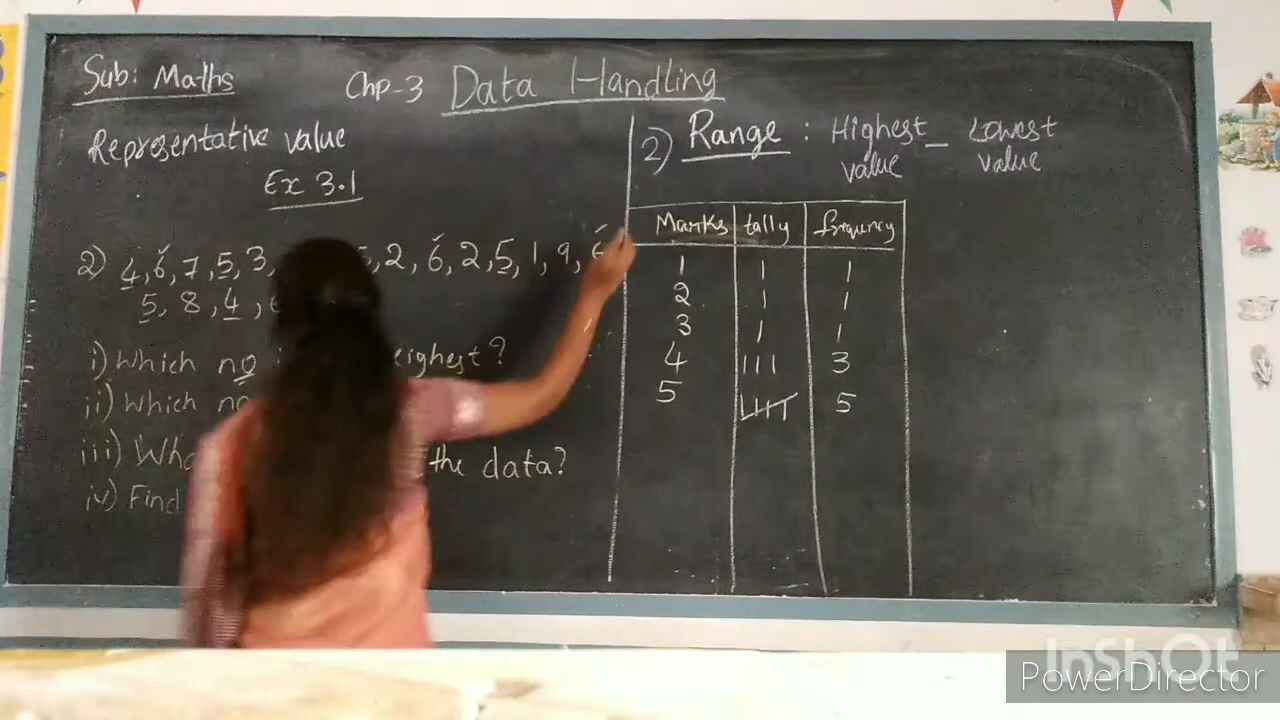 Sub: Maths
Chp-3 Data Handling
Representative value
Ex 3.1
2) 4, 6, 7, 5, 3, 2, 6, 2, 5, 1, 9, 6
5, 8, 4,
i) Which no eighest?
ii) Which no
iii) the data?
iv) Find
2) Range : Highest value - Lowest value
Marks tally frequency
1 | 1
2 | 1
3 | 1
4 ||| 3
5 5
InShOt
PowerDirector